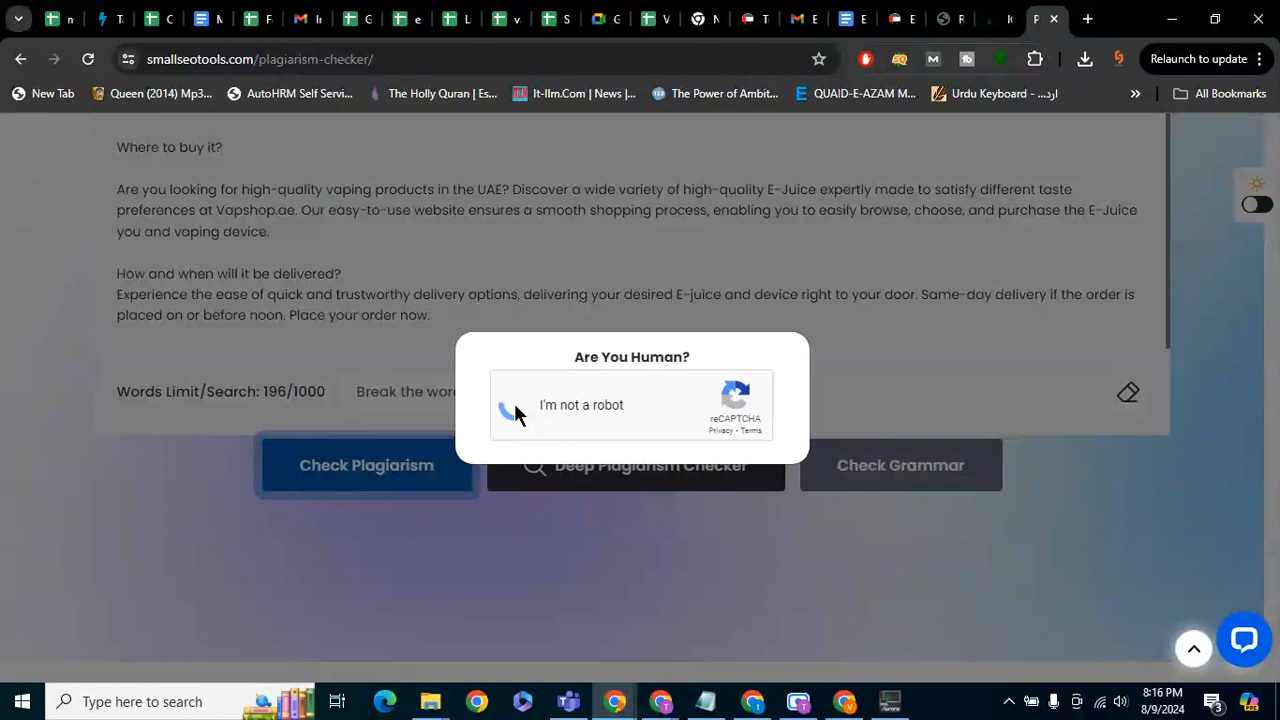 n
T
C
n
M
F
Ir
G
e
Li
v
S
G
V
N
T
E
E
E
R
IC
P
smallseotools.com/plagiarism-checker/
Relaunch to update
New Tab
Queen (2014) Mp3...
AutoHRM Self Servi...
The Holly Quran | Es...
It-Ilm.Com | News |...
The Power of Ambit...
QUAID-E-AZAM M...
Urdu Keyboard - اردو...
All Bookmarks
Where to buy it?
Are you looking for high-quality vaping products in the UAE? Discover a wide variety of high-quality E-Juice expertly made to satisfy different taste
preferences at Vapshop.ae. Our easy-to-use website ensures a smooth shopping process, enabling you to easily browse, choose, and purchase the E-Juice
you and vaping device.
How and when will it be delivered?
Experience the ease of quick and trustworthy delivery options, delivering your desired E-juice and device right to your door. Same-day delivery if the order is
placed on or before noon. Place your order now.
Are You Human?
I'm not a robot
reCAPTCHA
Privacy - Terms
Words Limit/Search: 196/1000
Break the wor
Check Plagiarism
Deep Plagiarism Checker
Check Grammar
Type here to search
8:16 PM
8/9/2024
3